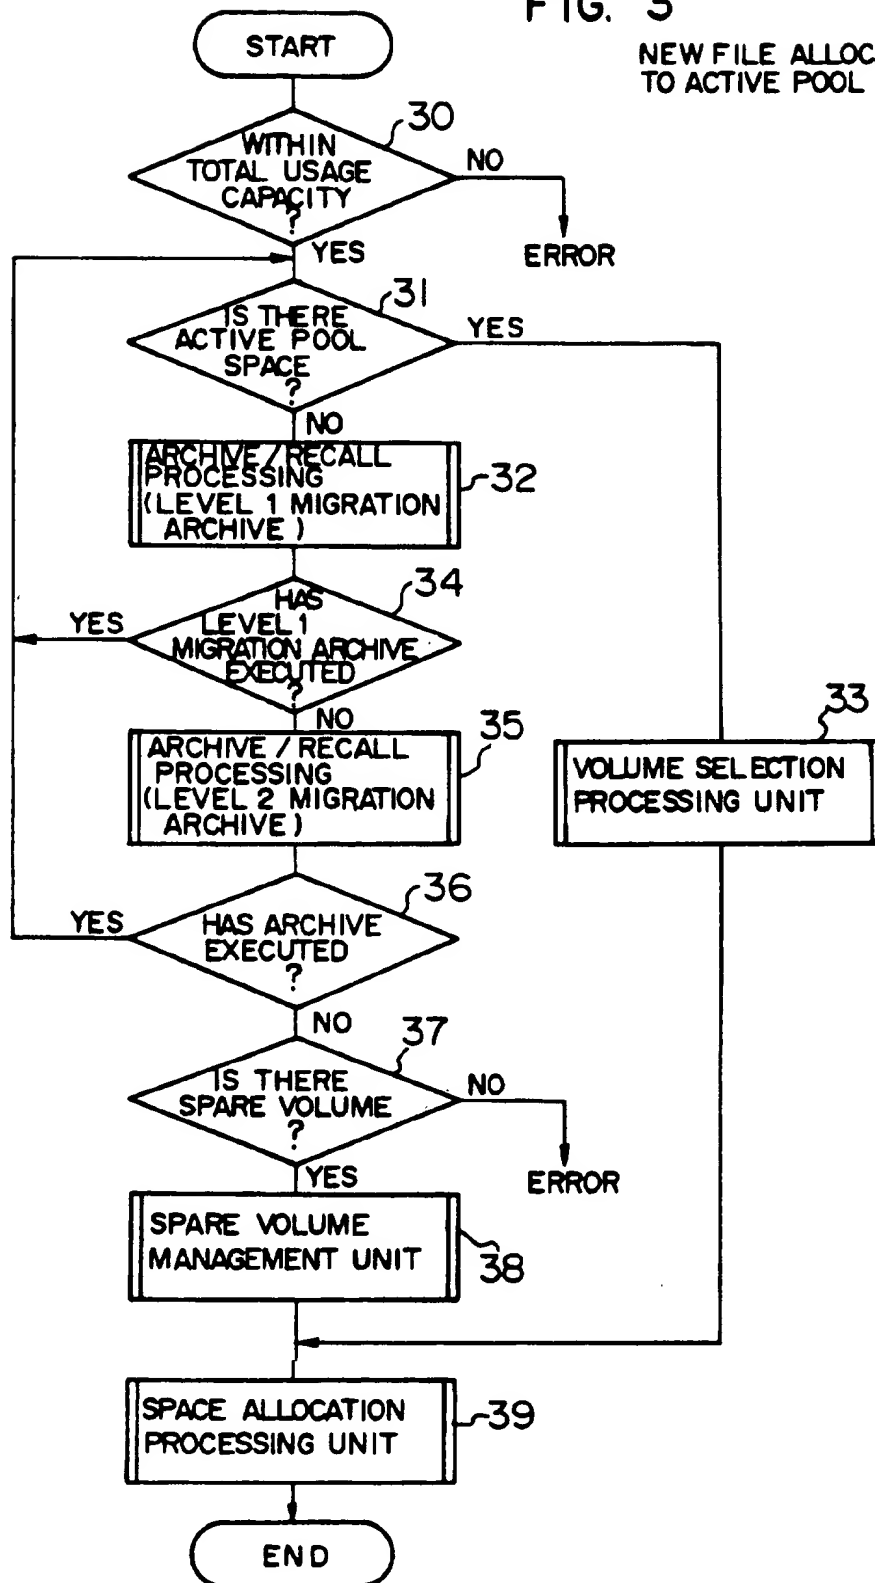 FIG. 3
NEW FILE ALLOC
TO ACTIVE POOL
START
30
WITHIN
TOTAL USAGE
CAPACITY
?
NO
ERROR
YES
31
IS THERE
ACTIVE POOL
SPACE
?
YES
NO
ARCHIVE/RECALL
PROCESSING
(LEVEL 1 MIGRATION
ARCHIVE)
32
34
HAS
LEVEL 1
MIGRATION ARCHIVE
EXECUTED
?
YES
NO
35
ARCHIVE / RECALL
PROCESSING
(LEVEL 2 MIGRATION
ARCHIVE)
33
VOLUME SELECTION
PROCESSING UNIT
36
HAS ARCHIVE
EXECUTED
?
YES
NO
37
IS THERE
SPARE VOLUME
?
NO
ERROR
YES
SPARE VOLUME
MANAGEMENT UNIT
38
SPACE ALLOCATION
PROCESSING UNIT
39
END